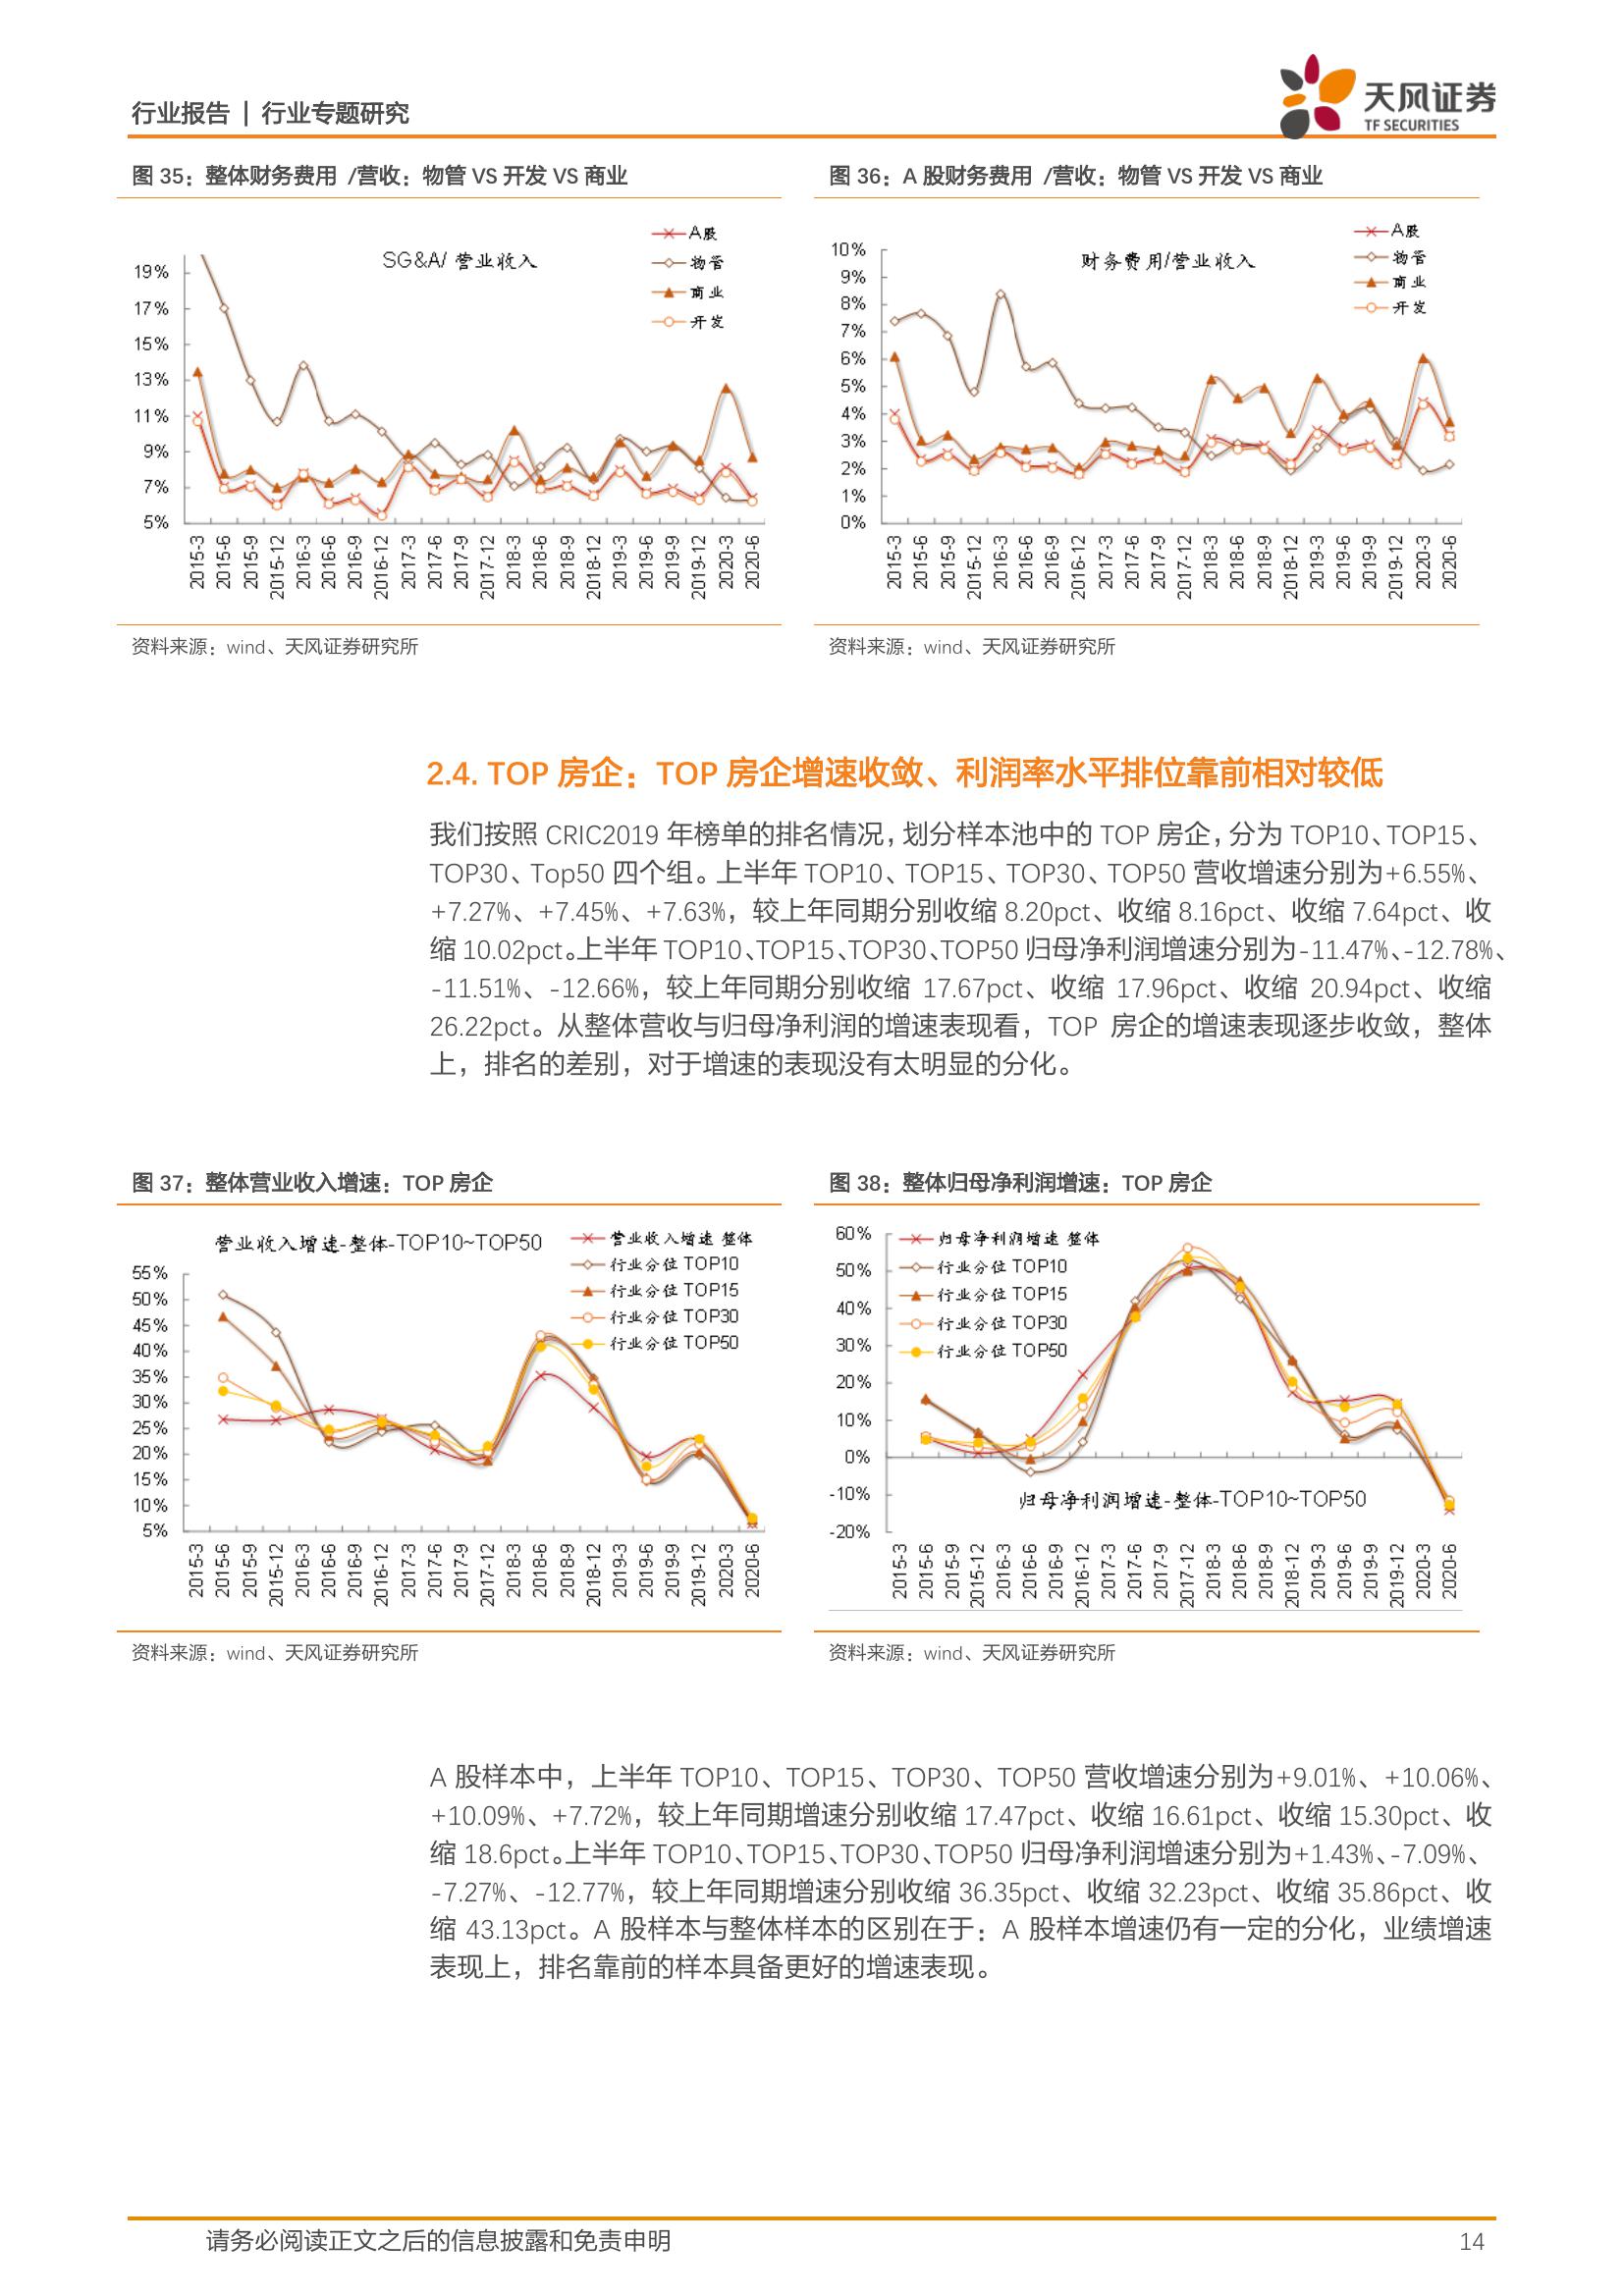 行业报告 | 行业专题研究
天风证券
TF SECURITIES
图 35：整体财务费用 /营收：物管 VS 开发 VS 商业
SG&A/ 营业收入
A股
物管
商业
开发
19%
17%
15%
13%
11%
9%
7%
5%
2015-3
2015-6
2015-9
2015-12
2016-3
2016-6
2016-9
2016-12
2017-3
2017-6
2017-9
2017-12
2018-3
2018-6
2018-9
2018-12
2019-3
2019-6
2019-9
2019-12
2020-3
2020-6
资料来源：wind、天风证券研究所
图 36：A 股财务费用 /营收：物管 VS 开发 VS 商业
财务费用/营业收入
A股
物管
商业
开发
10%
9%
8%
7%
6%
5%
4%
3%
2%
1%
0%
2015-3
2015-6
2015-9
2015-12
2016-3
2016-6
2016-9
2016-12
2017-3
2017-6
2017-9
2017-12
2018-3
2018-6
2018-9
2018-12
2019-3
2019-6
2019-9
2019-12
2020-3
2020-6
资料来源：wind、天风证券研究所
2.4. TOP 房企：TOP 房企增速收敛、利润率水平排位靠前相对较低
我们按照 CRIC2019 年榜单的排名情况，划分样本池中的 TOP 房企，分为 TOP10、TOP15、
TOP30、Top50 四个组。上半年 TOP10、TOP15、TOP30、TOP50 营收增速分别为+6.55%、
+7.27%、+7.45%、+7.63%，较上年同期分别收缩 8.20pct、收缩 8.16pct、收缩 7.64pct、收
缩 10.02pct。上半年 TOP10、TOP15、TOP30、TOP50 归母净利润增速分别为-11.47%、-12.78%、
-11.51%、-12.66%，较上年同期分别收缩 17.67pct、收缩 17.96pct、收缩 20.94pct、收缩
26.22pct。从整体营收与归母净利润的增速表现看，TOP 房企的增速表现逐步收敛，整体
上，排名的差别，对于增速的表现没有太明显的分化。
图 37：整体营业收入增速：TOP 房企
营业收入增速-整体-TOP10~TOP50
营业收入增速 整体
行业分位 TOP10
行业分位 TOP15
行业分位 TOP30
行业分位 TOP50
55%
50%
45%
40%
35%
30%
25%
20%
15%
10%
5%
2015-3
2015-6
2015-9
2015-12
2016-3
2016-6
2016-9
2016-12
2017-3
2017-6
2017-9
2017-12
2018-3
2018-6
2018-9
2018-12
2019-3
2019-6
2019-9
2019-12
2020-3
2020-6
资料来源：wind、天风证券研究所
图 38：整体归母净利润增速：TOP 房企
归母净利润增速 整体
行业分位 TOP10
行业分位 TOP15
行业分位 TOP30
行业分位 TOP50
60%
50%
40%
30%
20%
10%
0%
-10%
-20%
归母净利润增速-整体-TOP10~TOP50
2015-3
2015-6
2015-9
2015-12
2016-3
2016-6
2016-9
2016-12
2017-3
2017-6
2017-9
2017-12
2018-3
2018-6
2018-9
2018-12
2019-3
2019-6
2019-9
2019-12
2020-3
2020-6
资料来源：wind、天风证券研究所
A 股样本中，上半年 TOP10、TOP15、TOP30、TOP50 营收增速分别为+9.01%、+10.06%、
+10.09%、+7.72%，较上年同期增速分别收缩 17.47pct、收缩 16.61pct、收缩 15.30pct、收
缩 18.6pct。上半年 TOP10、TOP15、TOP30、TOP50 归母净利润增速分别为+1.43%、-7.09%、
-7.27%、-12.77%，较上年同期增速分别收缩 36.35pct、收缩 32.23pct、收缩 35.86pct、收
缩 43.13pct。A 股样本与整体样本的区别在于：A 股样本增速仍有一定的分化，业绩增速
表现上，排名靠前的样本具备更好的增速表现。
请务必阅读正文之后的信息披露和免责申明
14